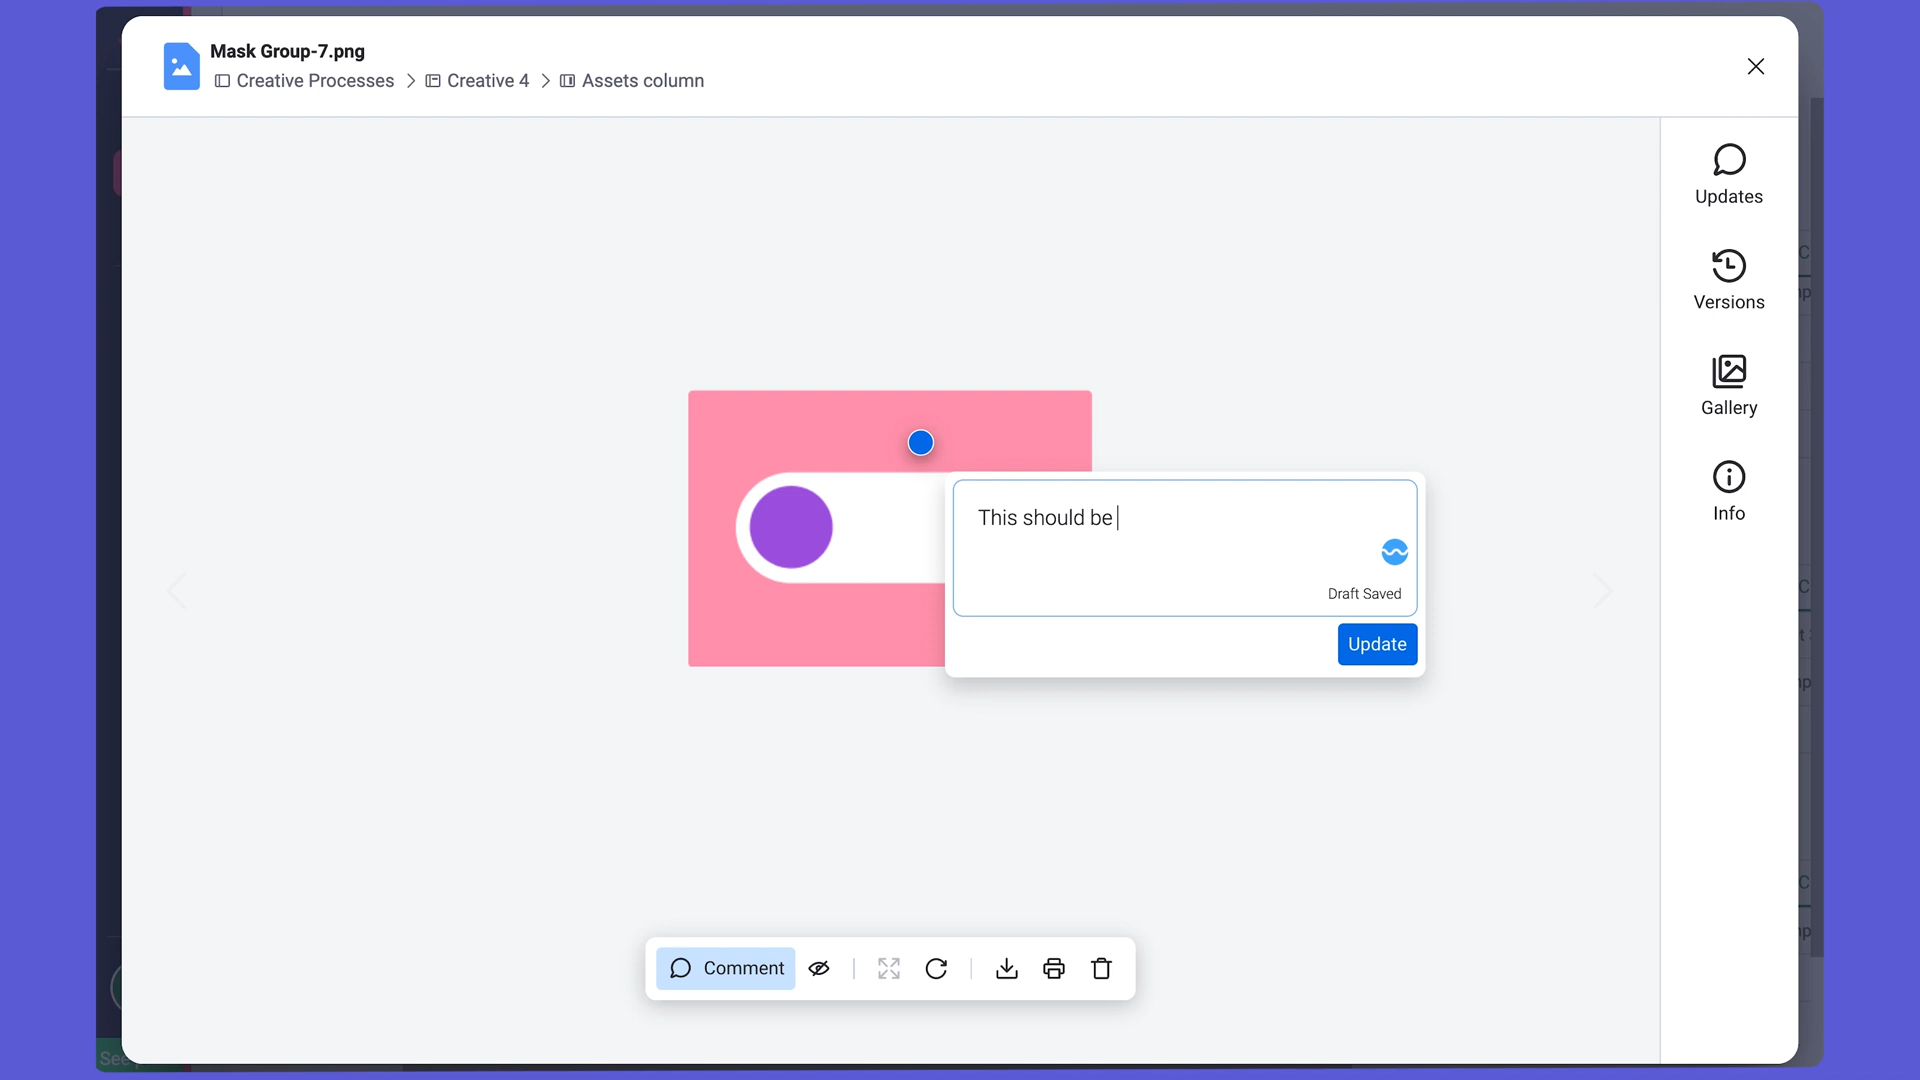 Mask Group-7.png
Creative Processes > Creative 4 > Assets column
Updates
Versions
Gallery
Info
This should be
Draft Saved
Update
Comment